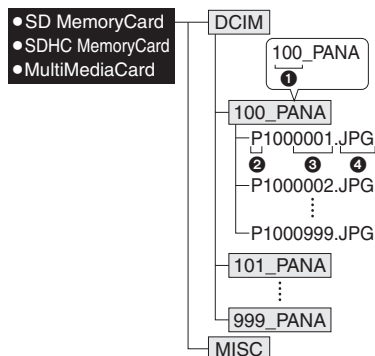 ● SD MemoryCard
● SDHC MemoryCard
● MultiMediaCard
DCIM
100_PANA
❶
100_PANA
P1000001.JPG
❷ ❸ ❹
P1000002.JPG
P1000999.JPG
101_PANA
999_PANA
MISC